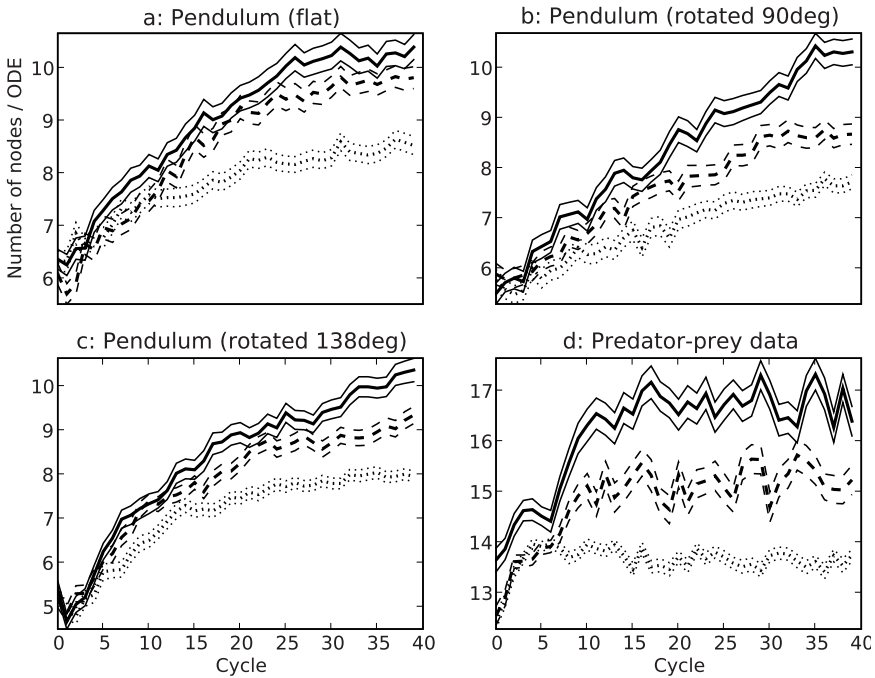 a: Pendulum (flat)
b: Pendulum (rotated 90deg)
Number of nodes / ODE
10
9
8
7
6
10
9
8
7
6
c: Pendulum (rotated 138deg)
d: Predator-prey data
10
9
8
7
6
5
17
16
15
14
13
0 5 10 15 20 25 30 35 40
0 5 10 15 20 25 30 35 40
Cycle
Cycle